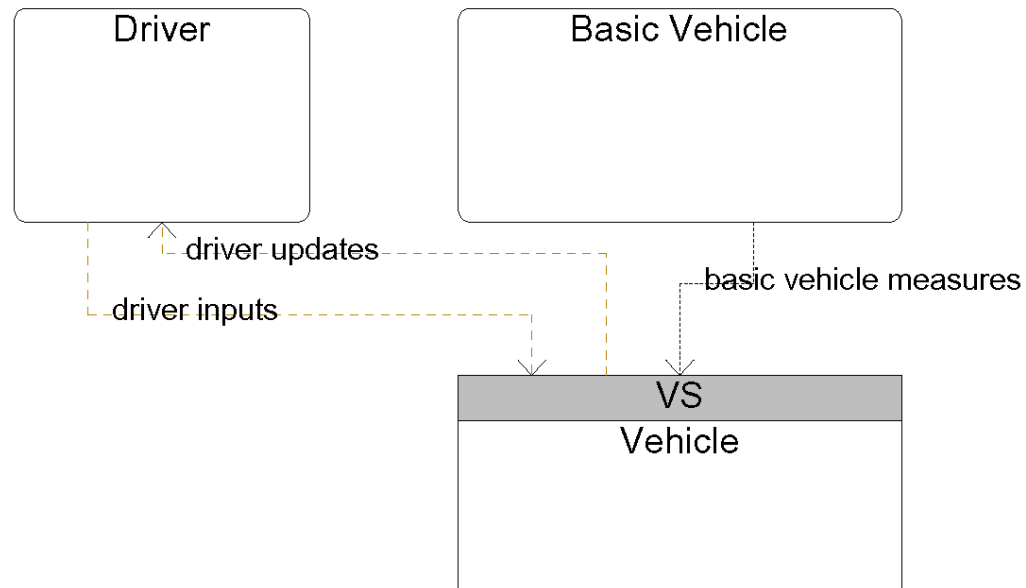 Driver
Basic Vehicle
driver updates
basic vehicle measures
driver inputs
VS
Vehicle